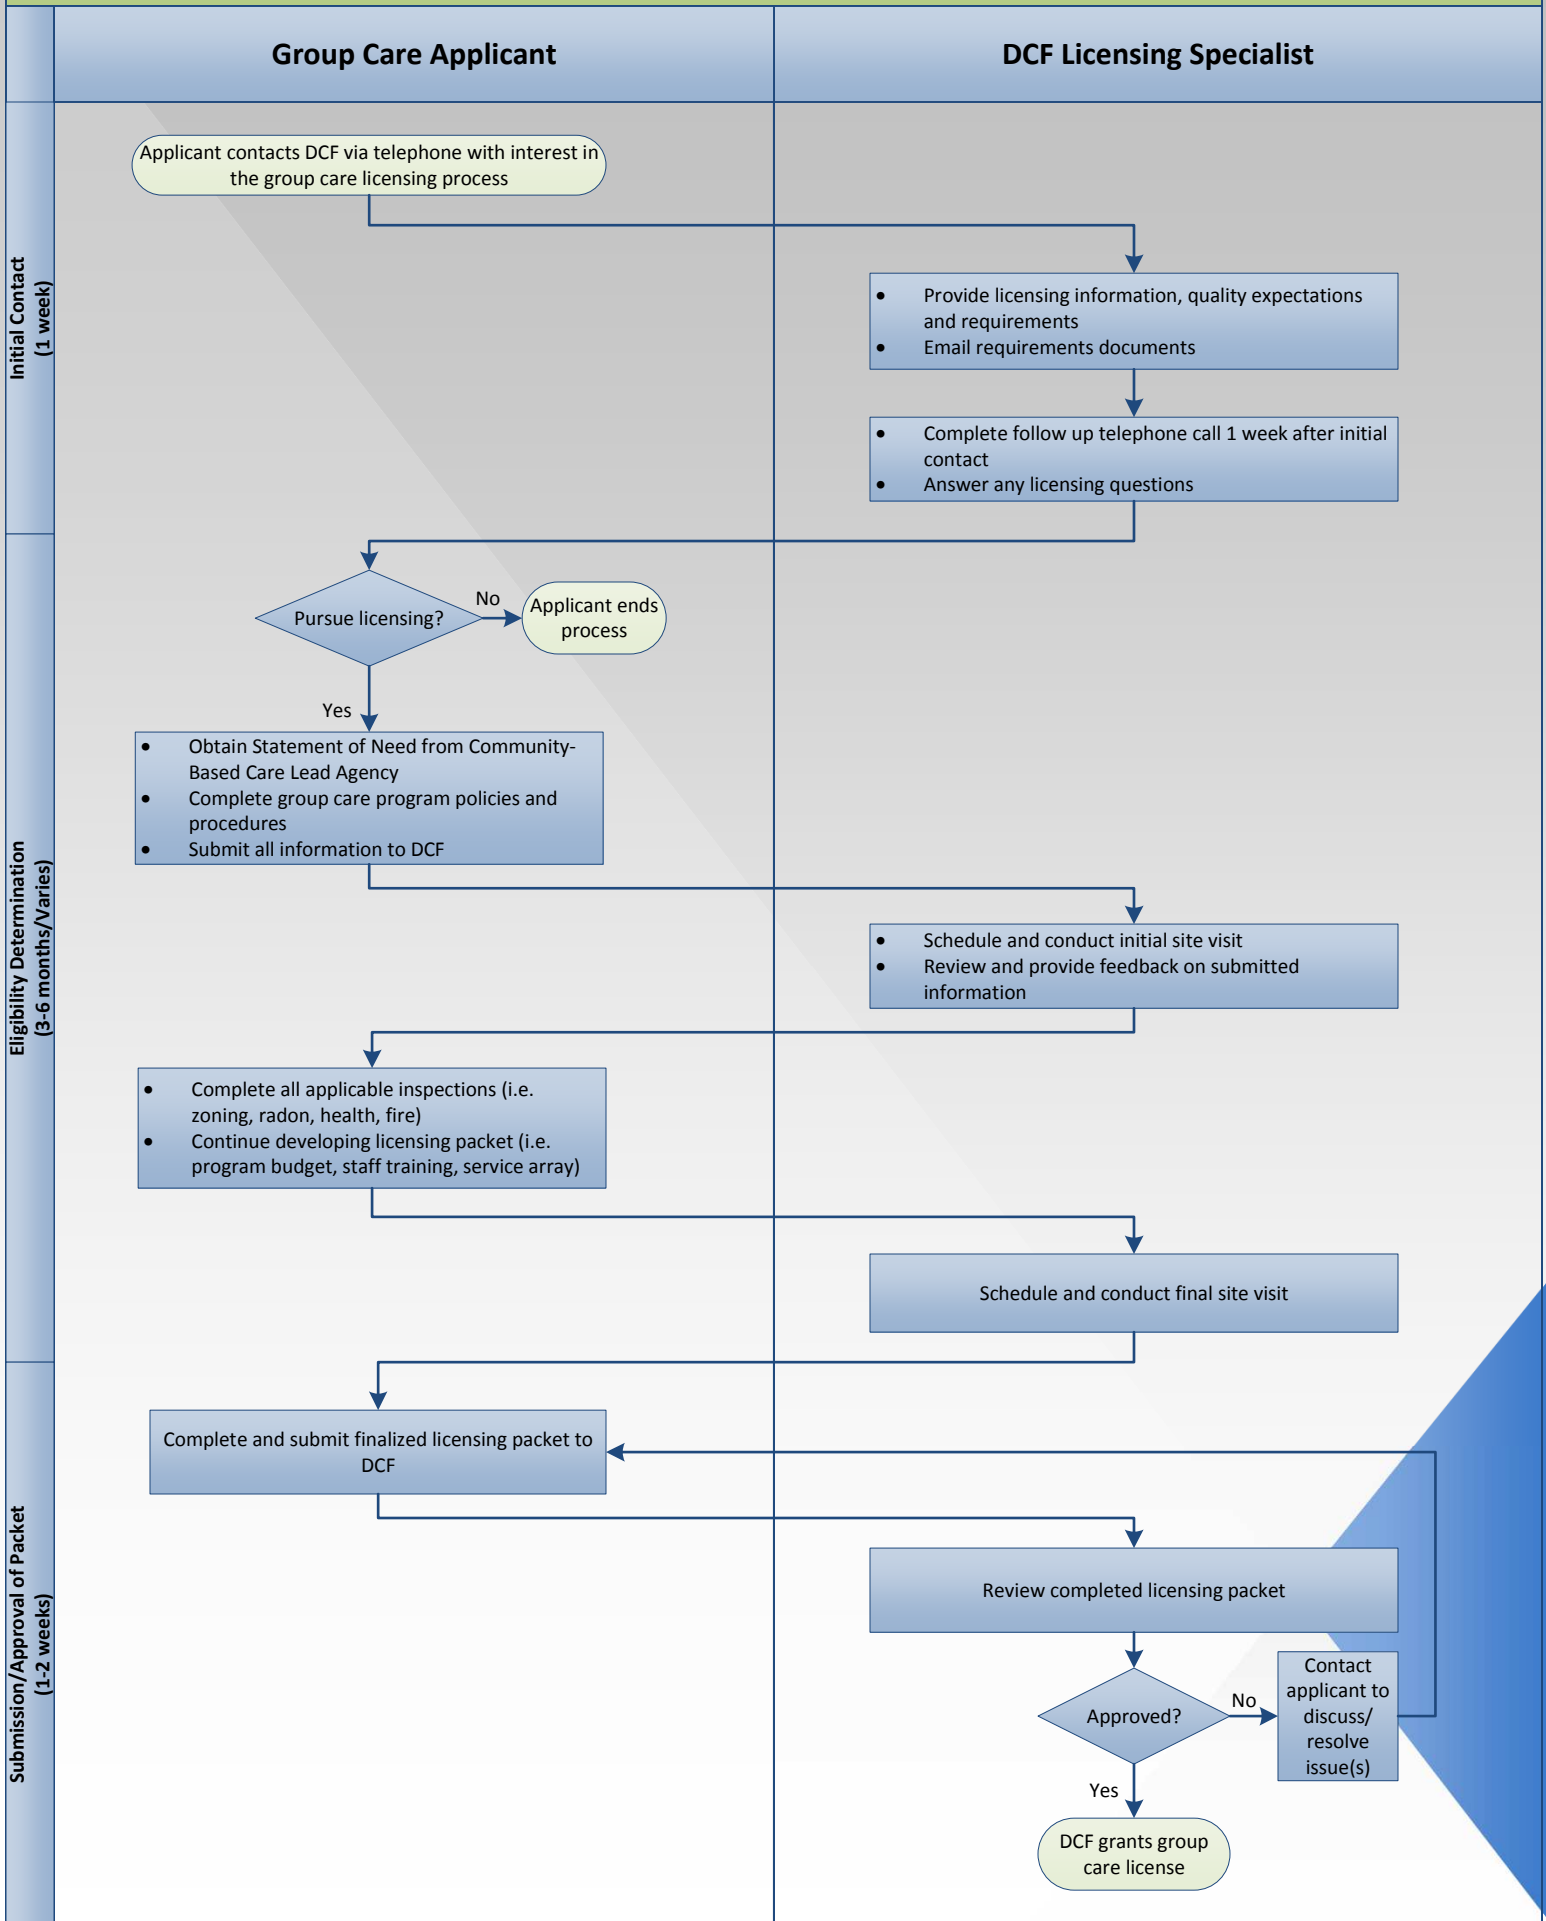 Group Care Applicant
DCF Licensing Specialist
Initial Contact
(1 week)
Applicant contacts DCF via telephone with interest in
the group care licensing process
• Provide licensing information, quality expectations
and requirements
• Email requirements documents
• Complete follow up telephone call 1 week after initial
contact
• Answer any licensing questions
Eligibility Determination
(3-6 months/Varies)
Pursue licensing?
No
Applicant ends
process
Yes
• Obtain Statement of Need from Community-
Based Care Lead Agency
• Complete group care program policies and
procedures
• Submit all information to DCF
• Schedule and conduct initial site visit
• Review and provide feedback on submitted
information
• Complete all applicable inspections (i.e.
zoning, radon, health, fire)
• Continue developing licensing packet (i.e.
program budget, staff training, service array)
Schedule and conduct final site visit
Submission/Approval of Packet
(1-2 weeks)
Complete and submit finalized licensing packet to
DCF
Review completed licensing packet
Approved?
No
Contact
applicant to
discuss/
resolve
issue(s)
Yes
DCF grants group
care license